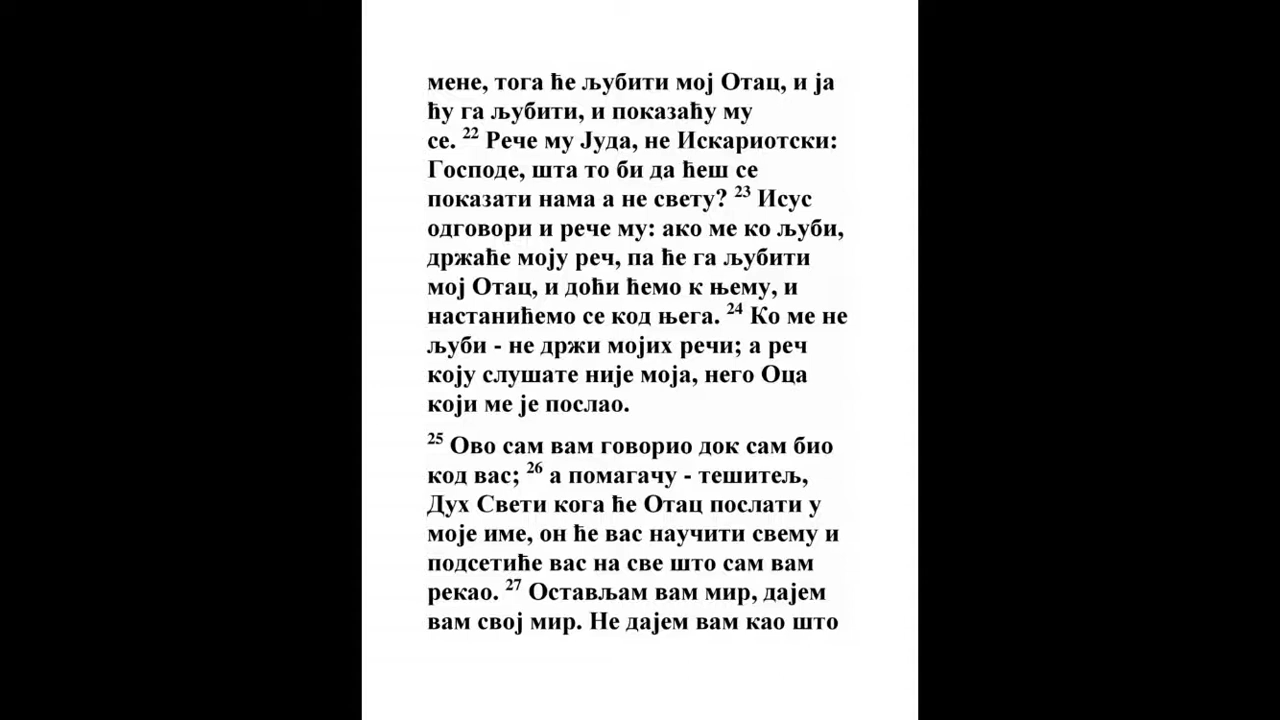 мене, тога ће љубити мој Отац, и ја
ћу га љубити, и показаћу му
се. 22 Рече му Јуда, не Искариотски:
Господе, шта то би да ћеш се
показати нама а не свету? 23 Исус
одговори и рече му: ако ме ко љуби,
држаће моју реч, па ће га љубити
мој Отац, и доћи ћемо к њему, и
настанићемо се код њега. 24 Ко ме не
љуби - не држи мојих речи; а реч
коју слушате није моја, него Оца
који ме је послао.
25 Ово сам вам говорио док сам био
код вас; 26 а помагачу - тешитељ,
Дух Свети кога ће Отац послати у
моје име, он ће вас научити свему и
подсетиће вас на све што сам вам
рекао. 27 Остављам вам мир, дајем
вам свој мир. Не дајем вам као што